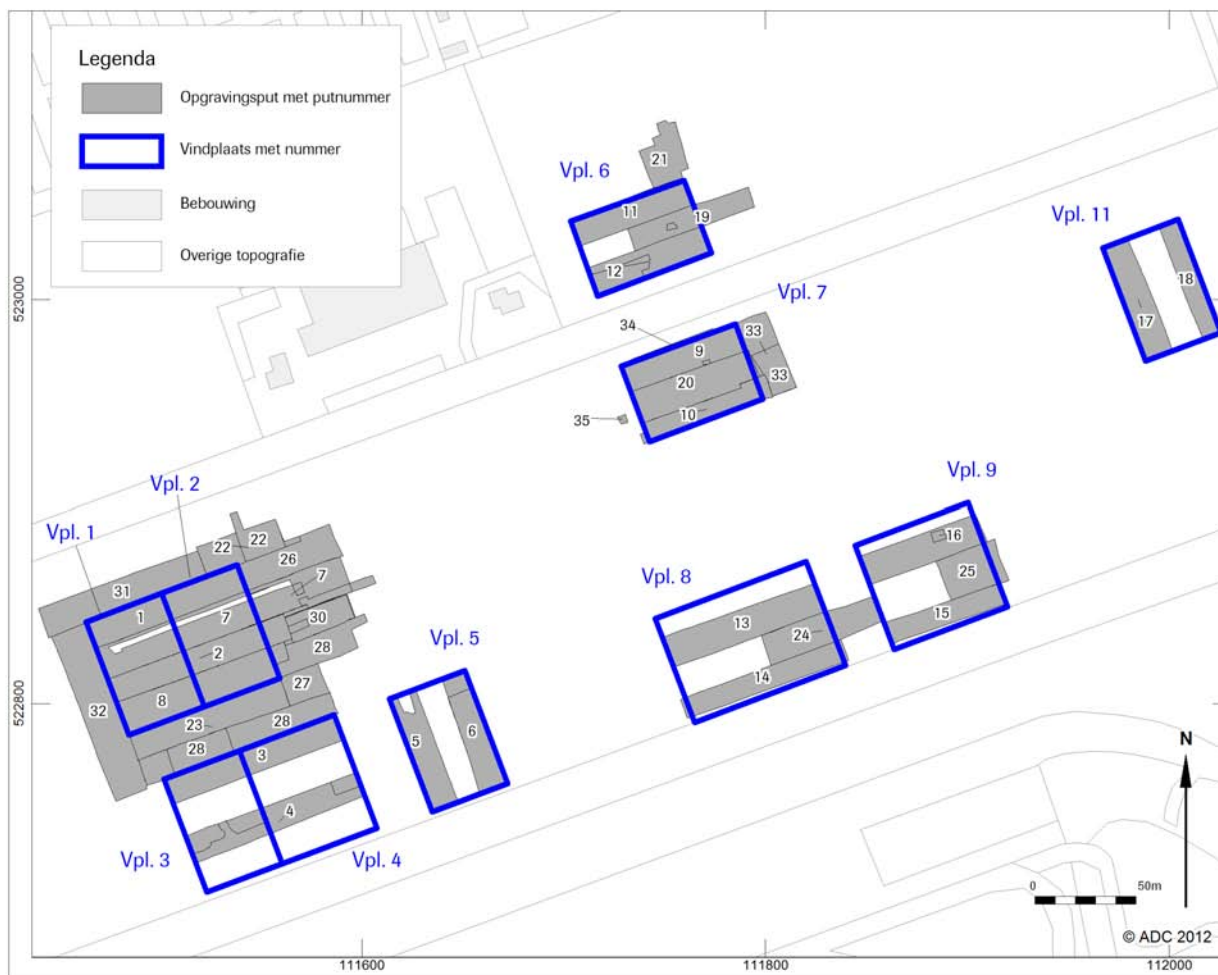 Legenda
Opgravingsput met putnummer
Vindplaats met nummer
Bebouwing
Overige topografie
Vpl. 6
21
11
19
12
Vpl. 11
17
18
523000
Vpl. 7
34
9
33
20
33
35
10
Vpl. 2
Vpl. 1
22
22
26
31
7
1
7
30
2
28
32
8
27
23
28
28
3
4
Vpl. 3
Vpl. 4
522800
Vpl. 5
5
6
Vpl. 9
16
25
15
Vpl. 8
13
24
14
N
0
50m
© ADC 2012
111600
111800
112000